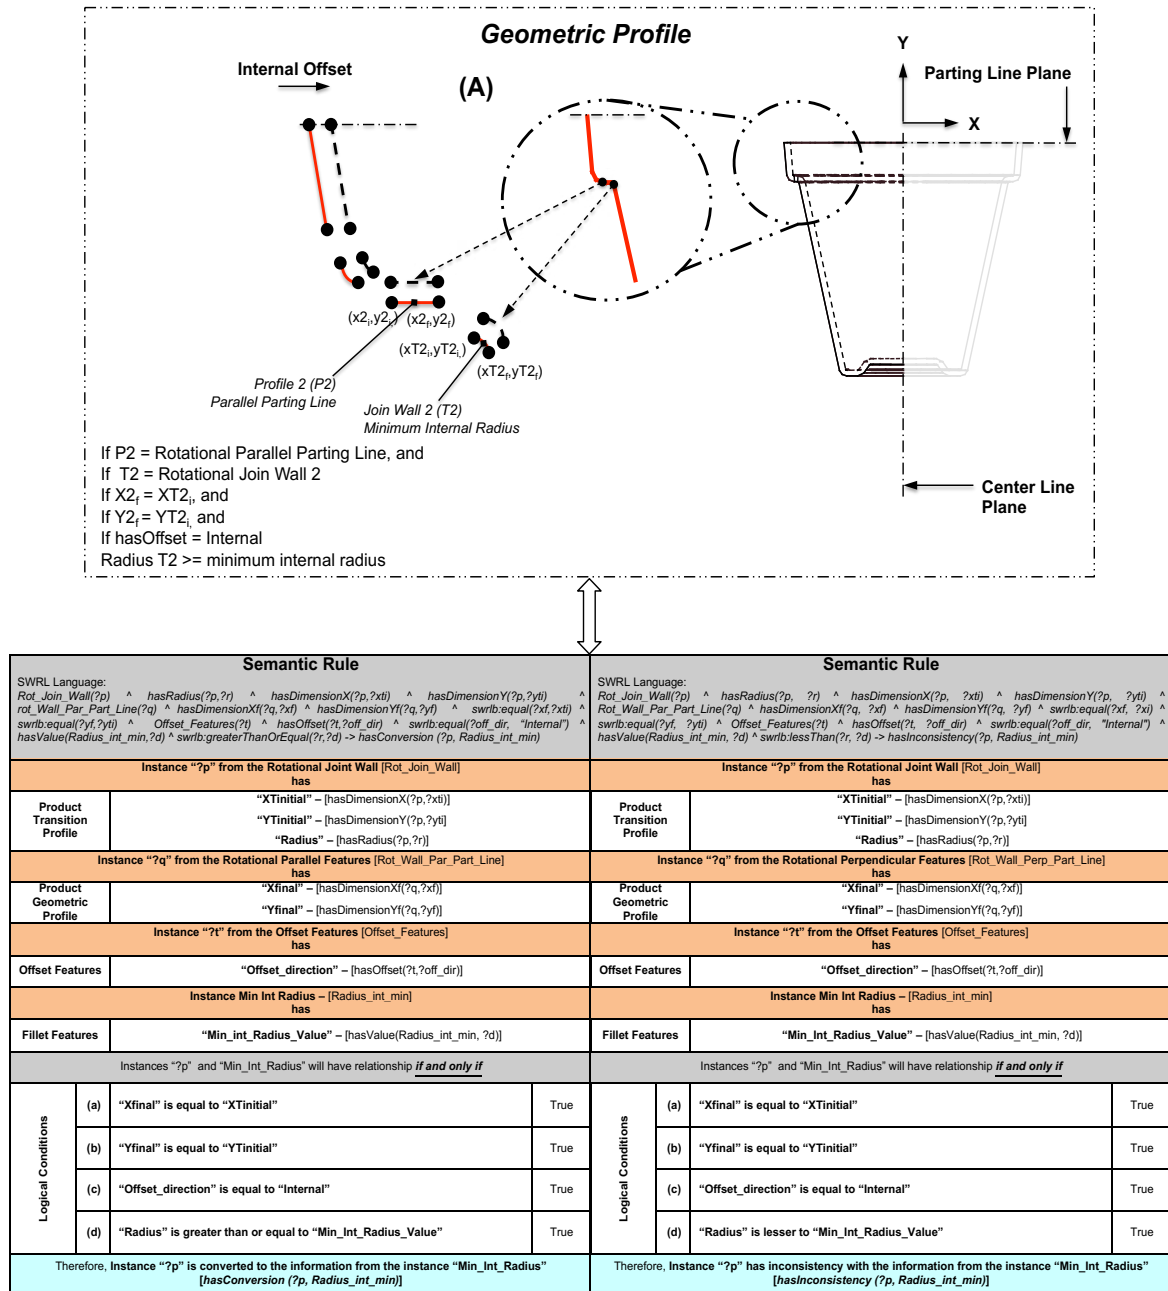 Geometric Profile
Internal Offset
(A)
Y
Parting Line Plane
X
(x2i,y2i,) (x2f,y2f)
(xT2i,yT2i,)
(xT2f,yT2f)
Profile 2 (P2)
Parallel Parting Line
Join Wall 2 (T2)
Minimum Internal Radius
Center Line
Plane
If P2 = Rotational Parallel Parting Line, and
If T2 = Rotational Join Wall 2
If X2f = XT2i, and
If Y2f = YT2i, and
If hasOffset = Internal
Radius T2 >= minimum internal radius
Semantic Rule
SWRL Language:
Rot_Join_Wall(?p) ^ hasRadius(?p,?r) ^ hasDimensionX(?p,?xti) ^ hasDimensionY(?p,?yti) ^
rot_Wall_Par_Part_Line(?q) ^ hasDimensionXf(?q,?xf) ^ hasDimensionYf(?q,?yf) ^ swrlb:equal(?xf,?xti) ^
swrlb:equal(?yf,?yti) ^ Offset_Features(?t) ^ hasOffset(?t,?off_dir) ^ swrlb:equal(?off_dir, “Internal”) ^
hasValue(Radius_int_min,?d) ^ swrlb:greaterThanOrEqual(?r,?d) -> hasConversion (?p, Radius_int_min)
Instance “?p” from the Rotational Joint Wall [Rot_Join_Wall]
has
Product
Transition
Profile
“XTinitial” – [hasDimensionX(?p,?xti)]
“YTinitial” – [hasDimensionY(?p,?yti]
“Radius” – [hasRadius(?p,?r)]
Instance “?q” from the Rotational Parallel Features [Rot_Wall_Par_Part_Line]
has
Product
Geometric
Profile
“Xfinal” – [hasDimensionXf(?q,?xf)]
“Yfinal” – [hasDimensionYf(?q,?yf)]
Instance “?t” from the Offset Features [Offset_Features]
has
Offset Features
“Offset_direction” – [hasOffset(?t,?off_dir)]
Instance Min Int Radius – [Radius_int_min]
has
Fillet Features
“Min_int_Radius_Value” – [hasValue(Radius_int_min, ?d)]
Instances “?p” and “Min_Int_Radius” will have relationship if and only if
Logical Conditions
(a) “Xfinal” is equal to “XTinitial” True
(b) “Yfinal” is equal to “YTinitial” True
(c) “Offset_direction” is equal to “Internal” True
(d) “Radius” is greater than or equal to “Min_Int_Radius_Value” True
Therefore, Instance “?p” is converted to the information from the instance “Min_Int_Radius”
[hasConversion (?p, Radius_int_min)]
Semantic Rule
SWRL Language:
Rot_Join_Wall(?p) ^ hasRadius(?p, ?r) ^ hasDimensionX(?p, ?xti) ^ hasDimensionY(?p, ?yti) ^
Rot_Wall_Par_Part_Line(?q) ^ hasDimensionXf(?q, ?xf) ^ hasDimensionYf(?q, ?yf) ^ swrlb:equal(?xf, ?xi) ^
swrlb:equal(?yf, ?yti) ^ Offset_Features(?t) ^ hasOffset(?t, ?off_dir) ^ swrlb:equal(?off_dir, "Internal") ^
hasValue(Radius_int_min, ?d) ^ swrlb:lessThan(?r, ?d) -> hasInconsistency(?p, Radius_int_min)
Instance “?p” from the Rotational Joint Wall [Rot_Join_Wall]
has
Product
Transition
Profile
“XTinitial” – [hasDimensionX(?p,?xti)]
“YTinitial” – [hasDimensionY(?p,?yti]
“Radius” – [hasRadius(?p,?r)]
Instance “?q” from the Rotational Perpendicular Features [Rot_Wall_Perp_Part_Line]
has
Product
Geometric
Profile
“Xfinal” – [hasDimensionXf(?q,?xf)]
“Yfinal” – [hasDimensionYf(?q,?yf)]
Instance “?t” from the Offset Features [Offset_Features]
has
Offset Features
“Offset_direction” – [hasOffset(?t,?off_dir)]
Instance Min Int Radius – [Radius_int_min]
has
Fillet Features
“Min_Int_Radius_Value” – [hasValue(Radius_int_min, ?d)]
Instances “?p” and “Min_Int_Radius” will have relationship if and only if
Logical Conditions
(a) “Xfinal” is equal to “XTinitial” True
(b) “Yfinal” is equal to “YTinitial” True
(c) “Offset_direction” is equal to “Internal” True
(d) “Radius” is lesser to “Min_Int_Radius_Value” True
Therefore, Instance “?p” has inconsistency with the information from the instance “Min_Int_Radius”
[hasInconsistency (?p, Radius_int_min)]